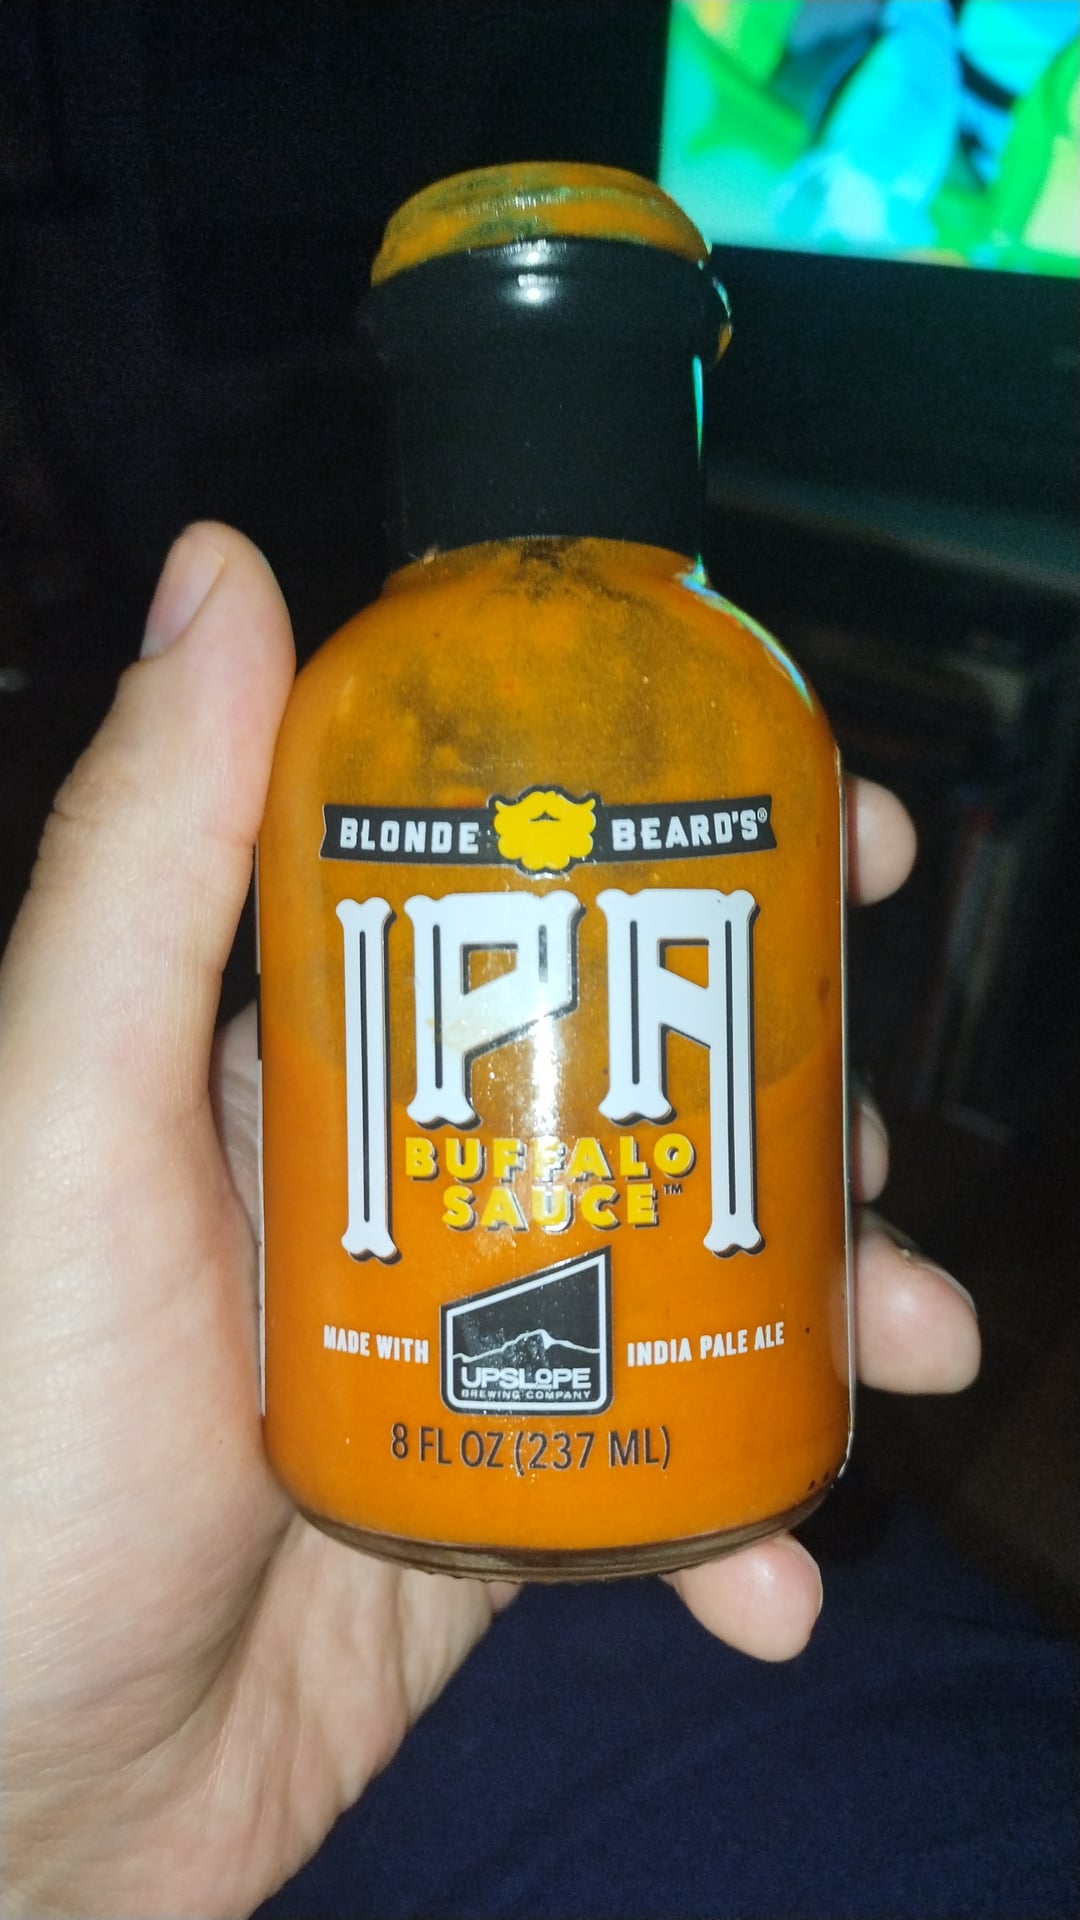 BLONDE BEARD'S®
IPA
BUFFALO
SAUCE™
MADE WITH
UPSLOPE
BREWING COMPANY
INDIA PALE ALE
8 FL OZ (237 ML)